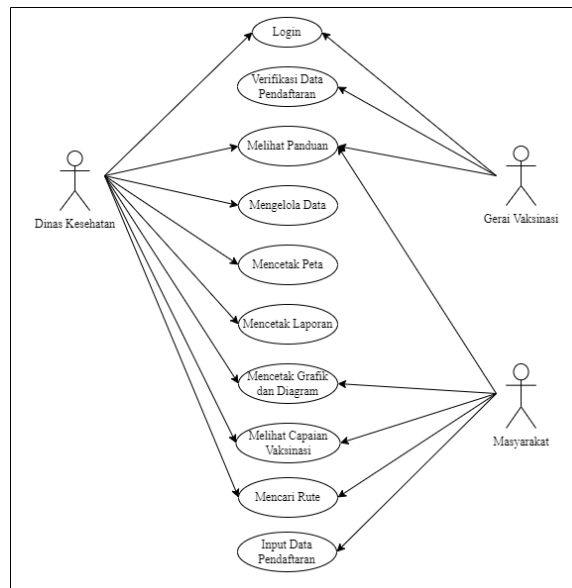 Login
Verifikasi Data
Pendaftaran
Melihat Panduan
Dinas Kesehatan
Gerai Vaksinasi
Mengelola Data
Mencetak Peta
Mencetak Laporan
Mencetak Grafik
dan Diagram
Melihat Capaian
Vaksinasi
Masyarakat
Mencari Rute
Input Data
Pendaftaran